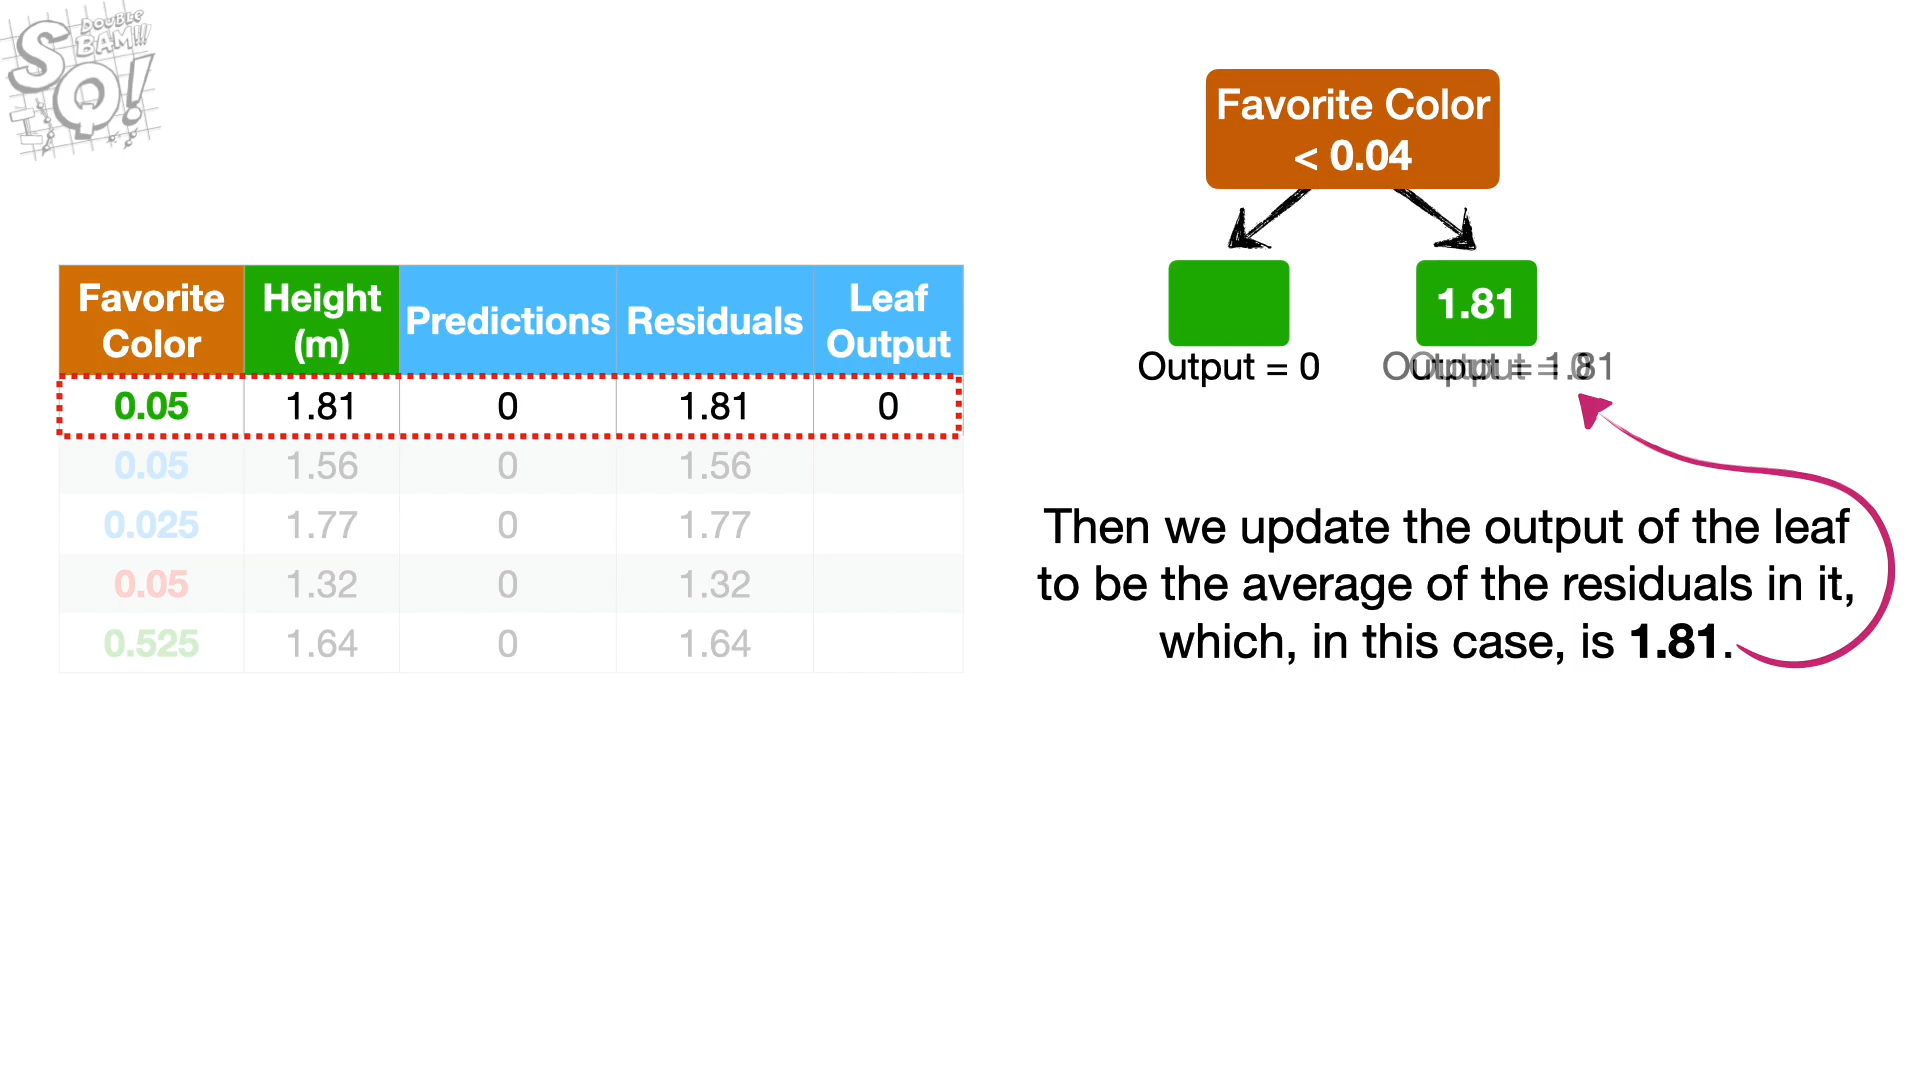 DOUBLE
BAM!!!
SQ!
Favorite Color
< 0.04
1.81
Output = 0
Favorite Color Height (m) Predictions Residuals Leaf Output
0.05 1.81 0 1.81 0
0.05 1.56 0 1.56
0.025 1.77 0 1.77
0.05 1.32 0 1.32
0.525 1.64 0 1.64
Then we update the output of the leaf
to be the average of the residuals in it,
which, in this case, is 1.81.